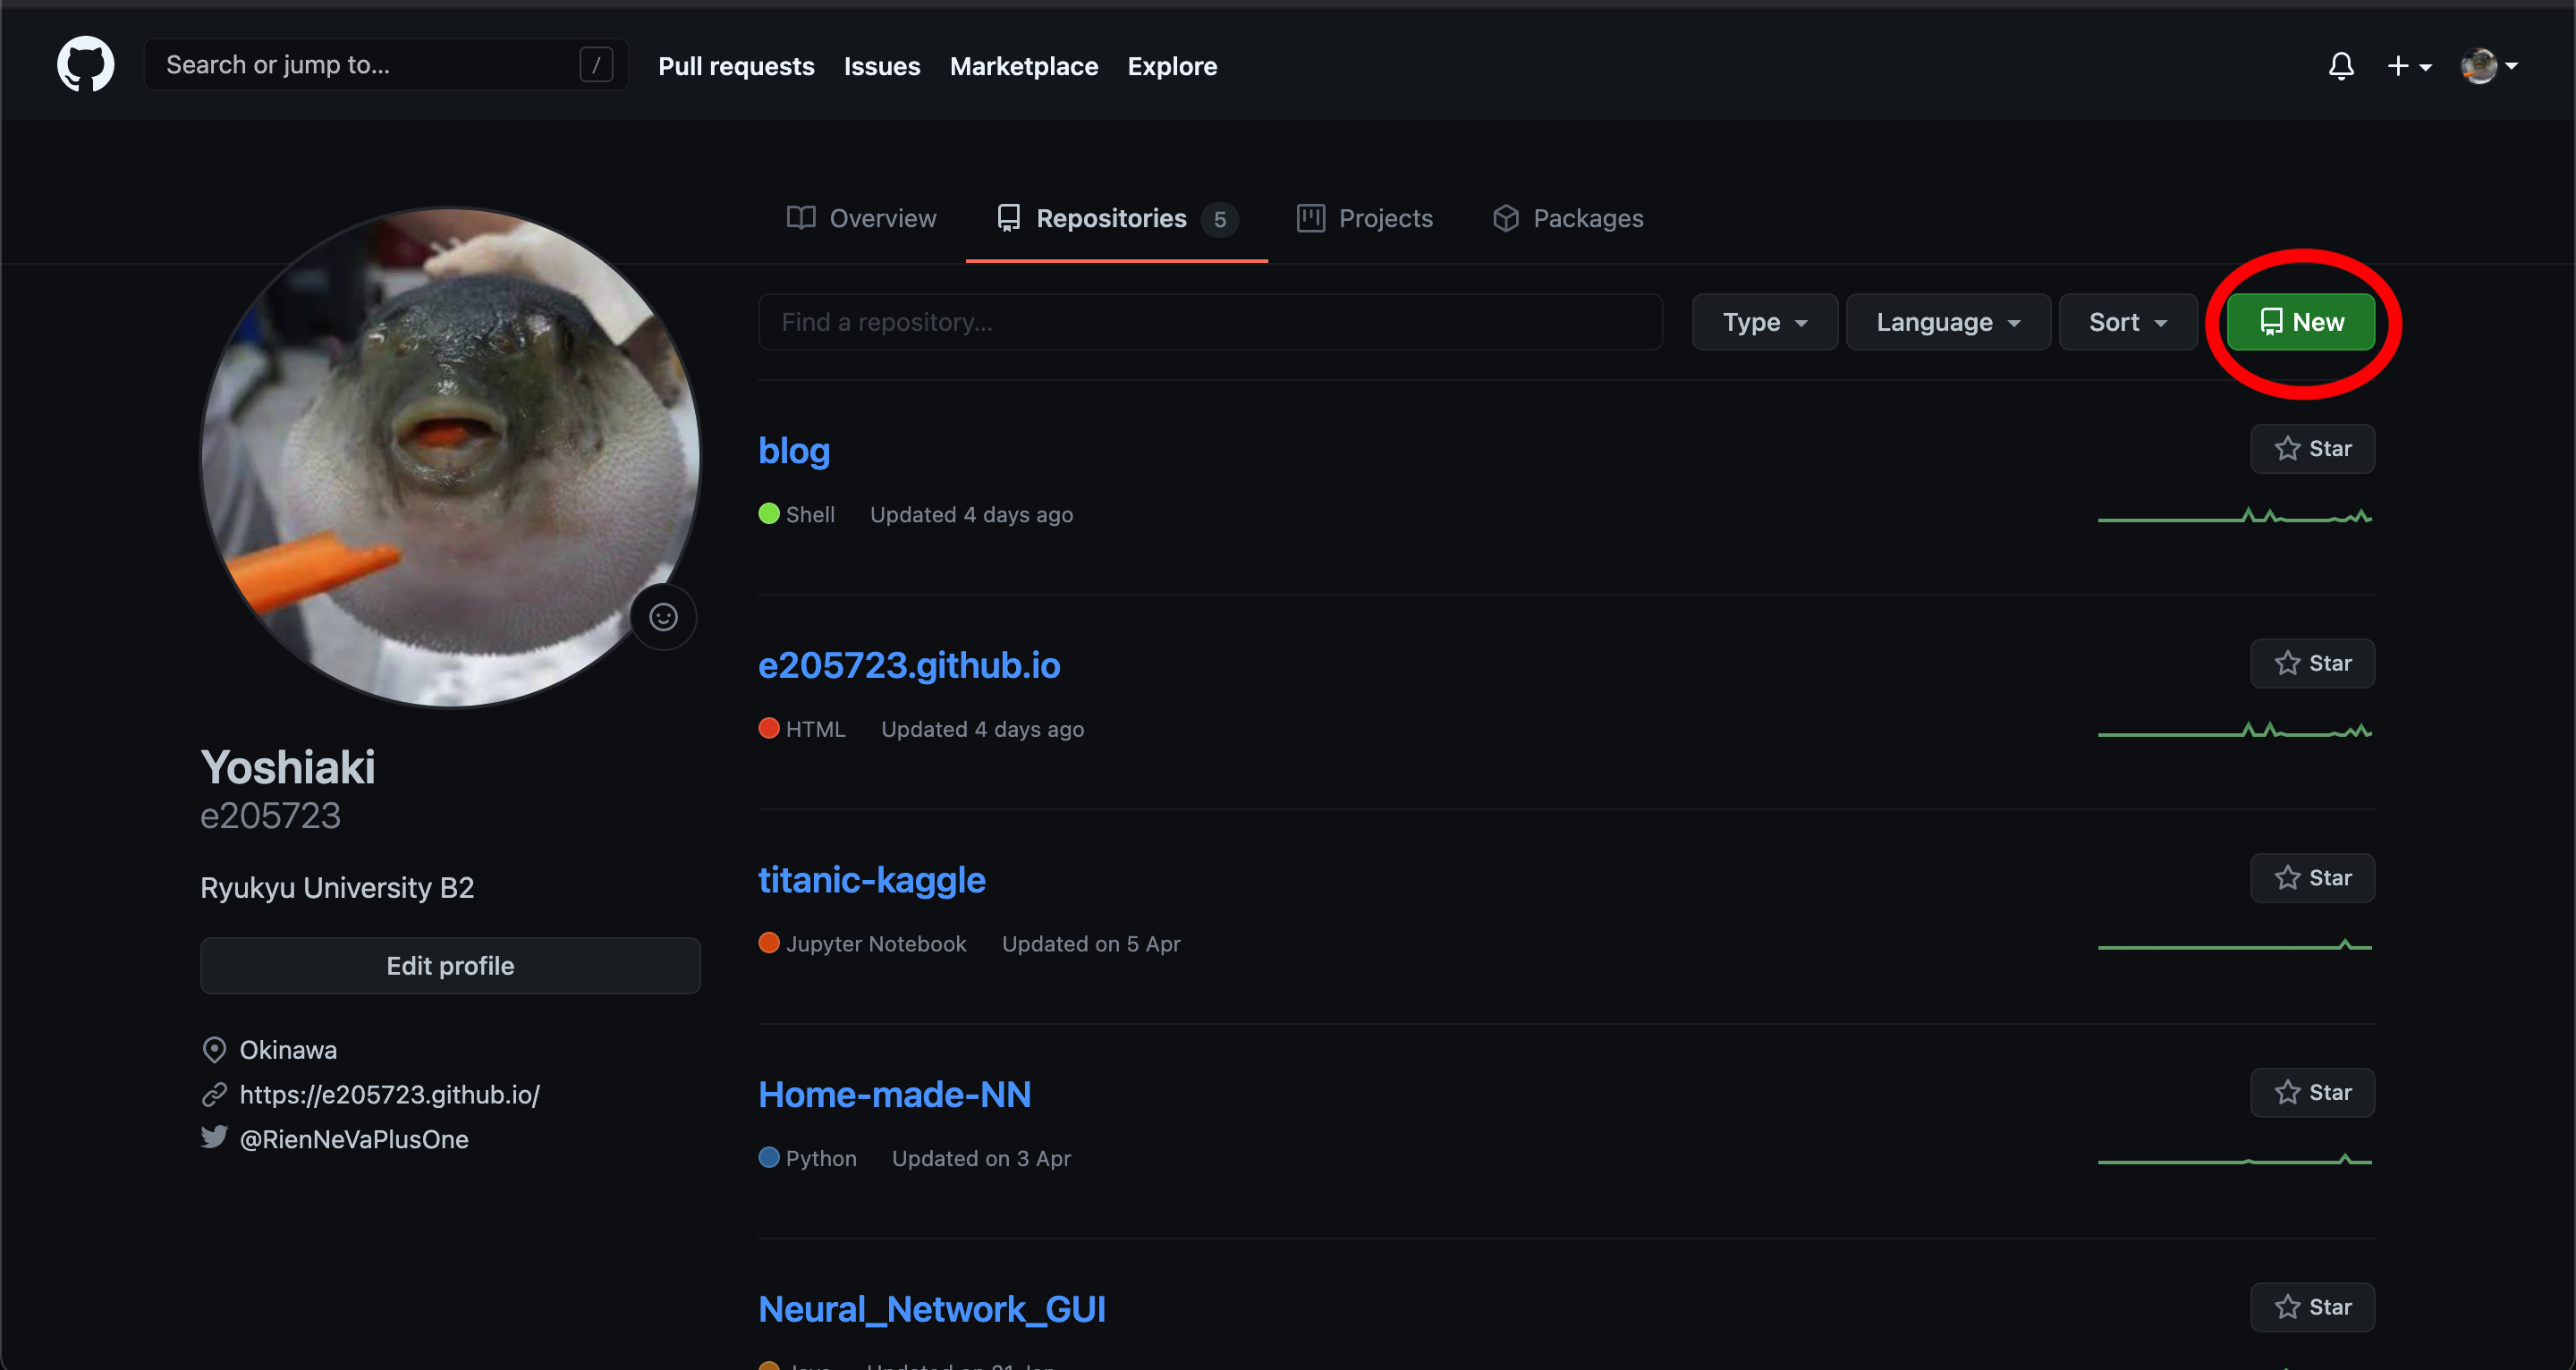 Search or jump to... /
Pull requests Issues Marketplace Explore
Overview Repositories 5 Projects Packages
Find a repository... Type Language Sort New
blog Star
Shell Updated 4 days ago
e205723.github.io Star
HTML Updated 4 days ago
Yoshiaki
e205723
Ryukyu University B2
Edit profile
Okinawa
https://e205723.github.io/
@RienNeVaPlusOne
titanic-kaggle Star
Jupyter Notebook Updated on 5 Apr
Home-made-NN Star
Python Updated on 3 Apr
Neural_Network_GUI Star